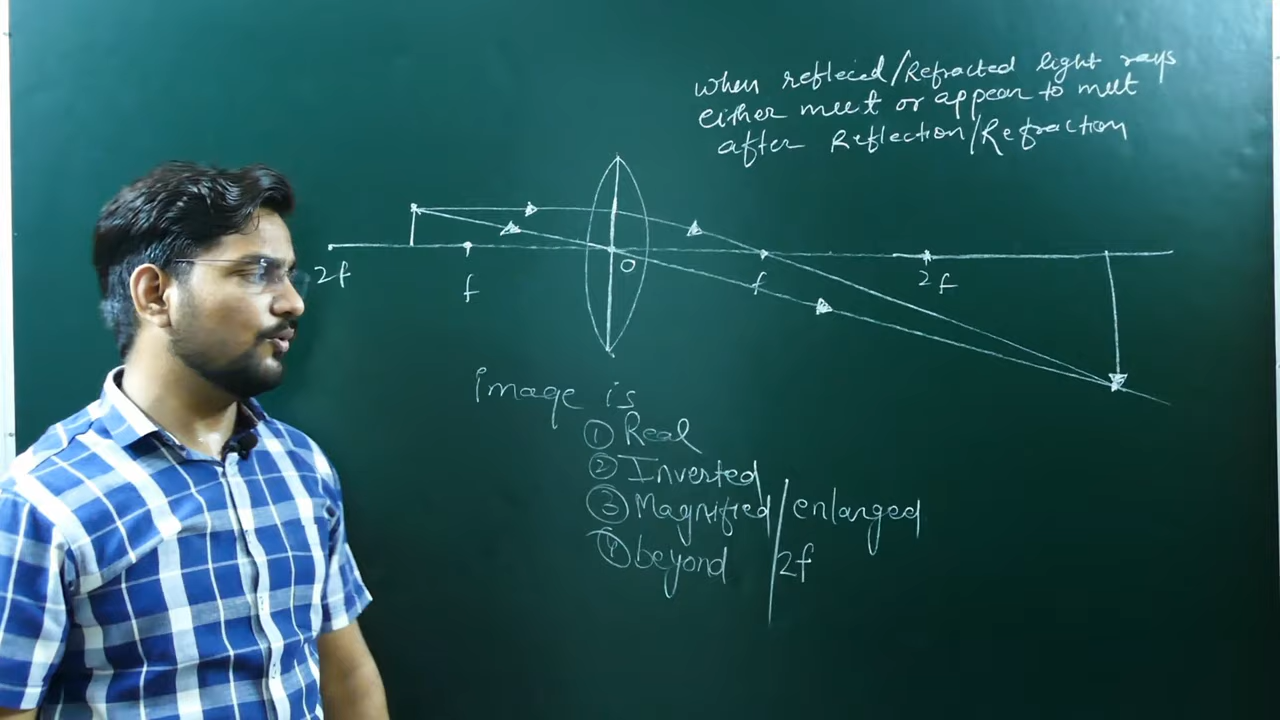 when refleced/Refracted light rays
either meet or appear to meet
after Reflection/Refraction
2f
f
O
f
2f
Image is
① Real
② Inverted
③ Magnified/enlarged
④ beyond 2f